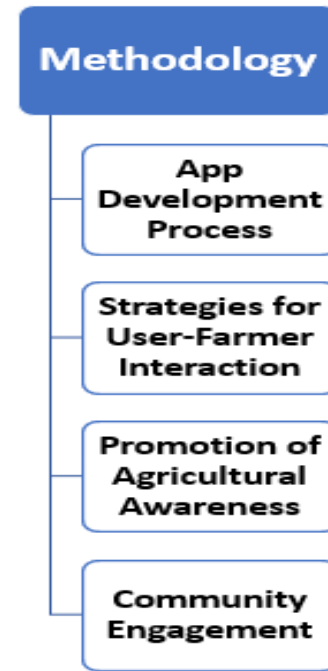 Methodology
App
Development
Process
Strategies for
User-Farmer
Interaction
Promotion of
Agricultural
Awareness
Community
Engagement